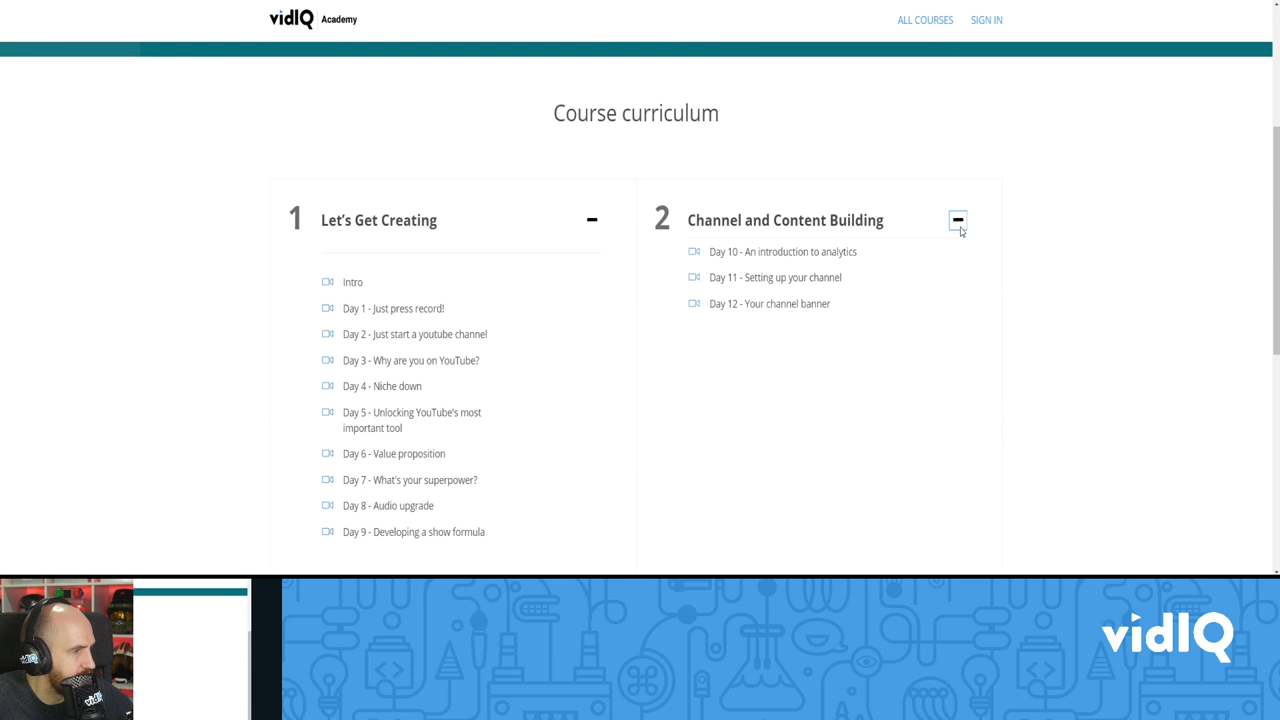 vidIQ Academy
ALL COURSES SIGN IN
Course curriculum
1 Let's Get Creating
Intro
Day 1 - Just press record!
Day 2 - Just start a youtube channel
Day 3 - Why are you on YouTube?
Day 4 - Niche down
Day 5 - Unlocking YouTube's most
important tool
Day 6 - Value proposition
Day 7 - What's your superpower?
Day 8 - Audio upgrade
Day 9 - Developing a show formula
2 Channel and Content Building
Day 10 - An introduction to analytics
Day 11 - Setting up your channel
Day 12 - Your channel banner
vidIQ
vidIQ
vidIQ